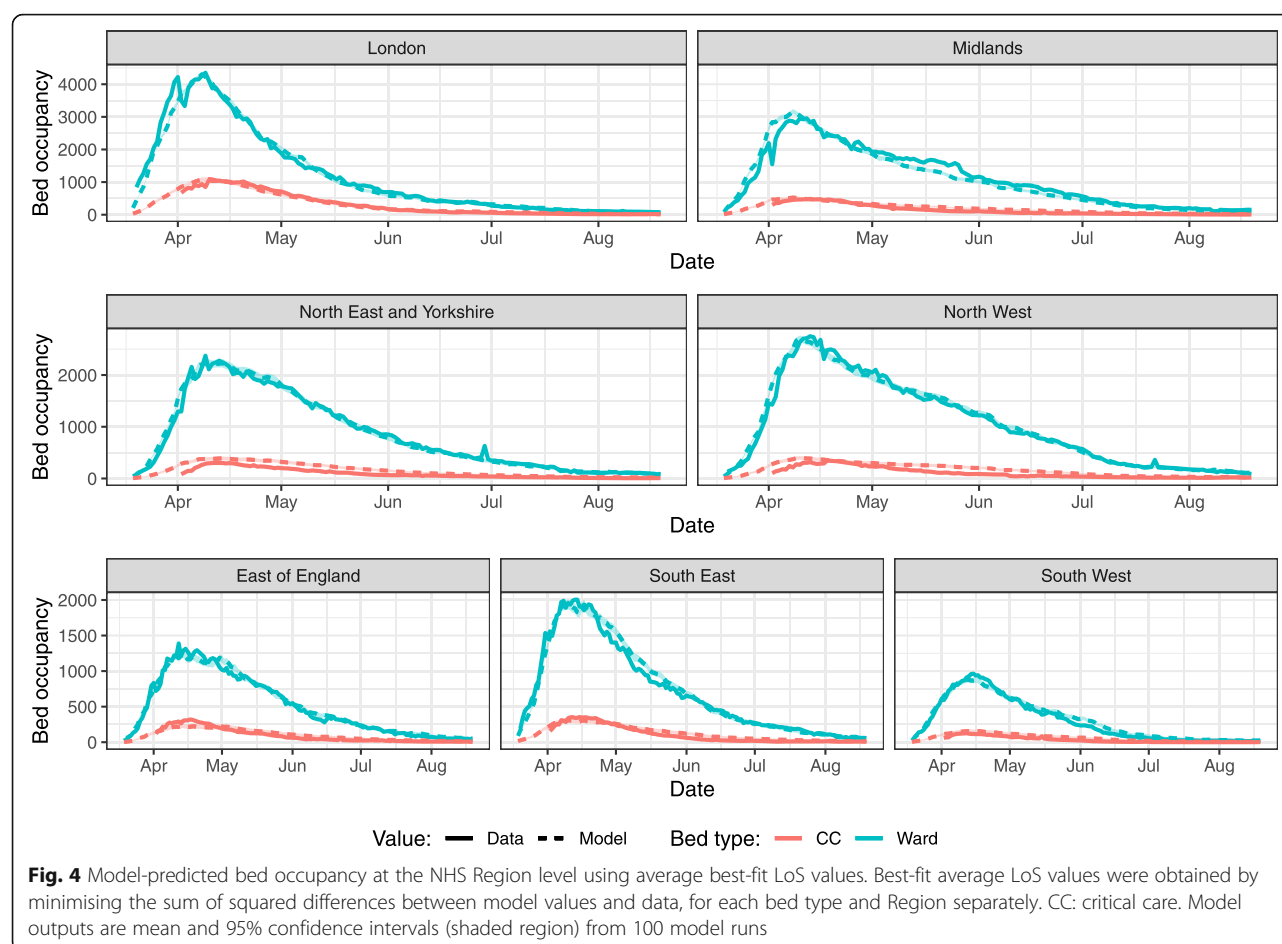 London
Midlands
Bed occupancy
4000
3000
2000
1000
0
Apr
May
Jun
Jul
Aug
Apr
May
Jun
Jul
Aug
Date
North East and Yorkshire
North West
Bed occupancy
2000
1000
0
Apr
May
Jun
Jul
Aug
Apr
May
Jun
Jul
Aug
Date
East of England
South East
South West
Bed occupancy
2000
1500
1000
500
0
Apr
May
Jun
Jul
Aug
Apr
May
Jun
Jul
Aug
Apr
May
Jun
Jul
Aug
Date
Value: Data Model Bed type: CC Ward
Fig. 4 Model-predicted bed occupancy at the NHS Region level using average best-fit LoS values. Best-fit average LoS values were obtained by
minimising the sum of squared differences between model values and data, for each bed type and Region separately. CC: critical care. Model
outputs are mean and 95% confidence intervals (shaded region) from 100 model runs